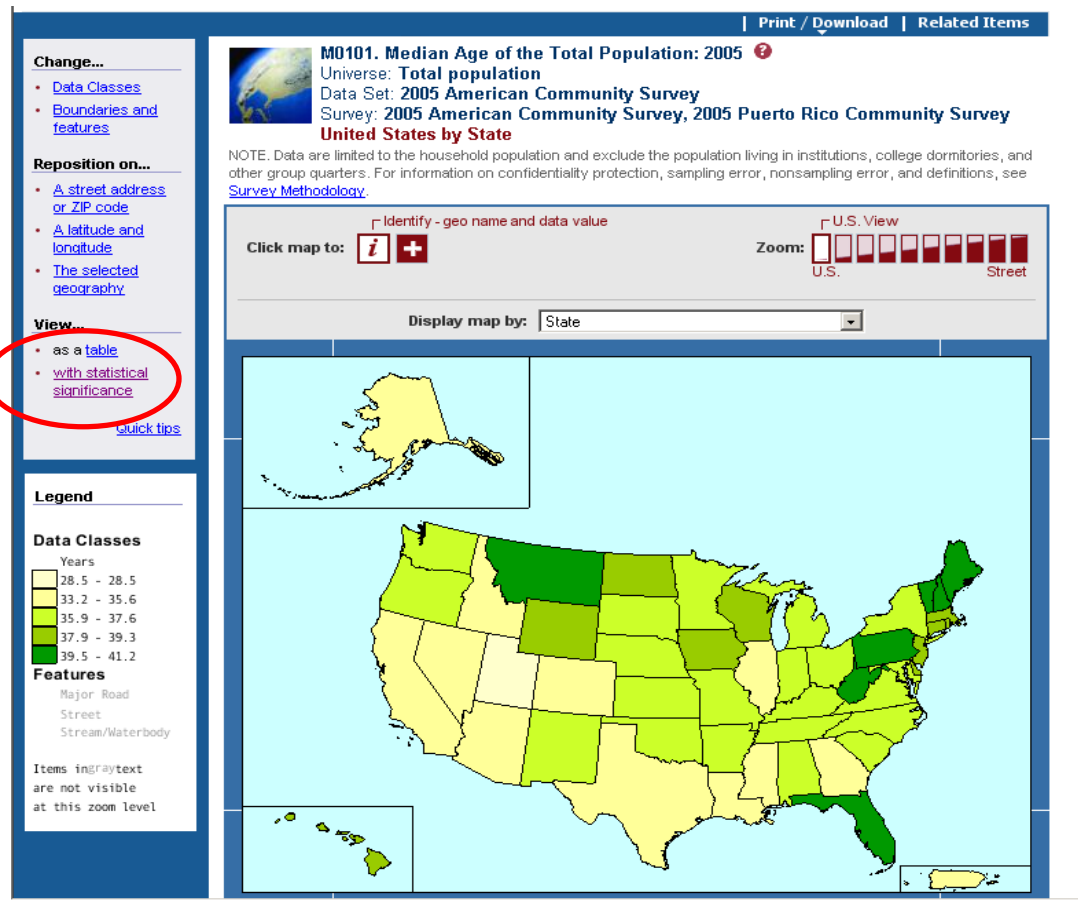 | Print / Download | Related Items
Change...
• Data Classes
• Boundaries and
features
Reposition on...
• A street address
or ZIP code
• A latitude and
longitude
• The selected
geography
View...
• as a table
• with statistical
significance
Quick tips
M0101. Median Age of the Total Population: 2005 ?
Universe: Total population
Data Set: 2005 American Community Survey
Survey: 2005 American Community Survey, 2005 Puerto Rico Community Survey
United States by State
NOTE. Data are limited to the household population and exclude the population living in institutions, college dormitories, and
other group quarters. For information on confidentiality protection, sampling error, nonsampling error, and definitions, see
Survey Methodology.
Identify - geo name and data value
Click map to: i +
U.S. View
Zoom:
U.S. Street
Display map by: State
Legend
Data Classes
Years
28.5 - 28.5
33.2 - 35.6
35.9 - 37.6
37.9 - 39.3
39.5 - 41.2
Features
Major Road
Street
Stream/Waterbody
Items in gray text
are not visible
at this zoom level